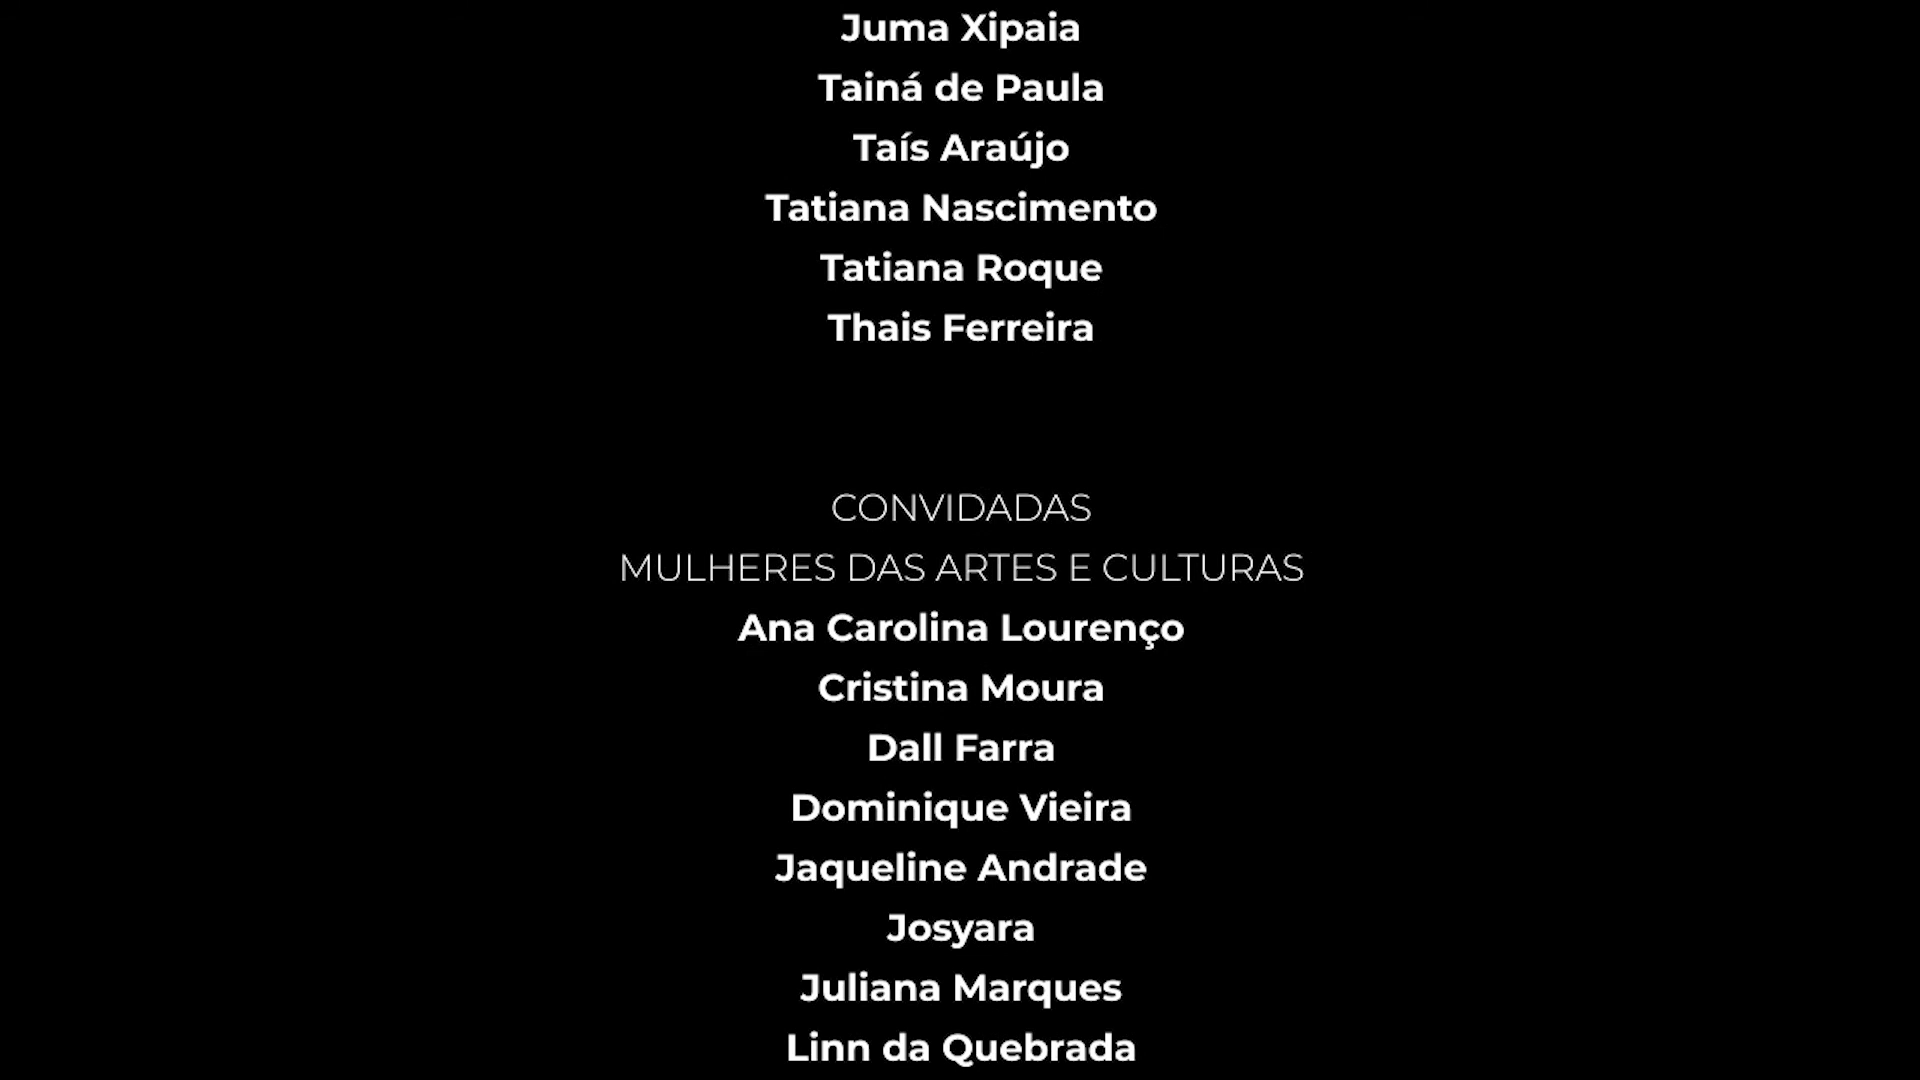 Juma Xipaia
Tainá de Paula
Taís Araújo
Tatiana Nascimento
Tatiana Roque
Thais Ferreira
CONVIDADAS
MULHERES DAS ARTES E CULTURAS
Ana Carolina Lourenço
Cristina Moura
Dall Farra
Dominique Vieira
Jaqueline Andrade
Josyara
Juliana Marques
Linn da Quebrada